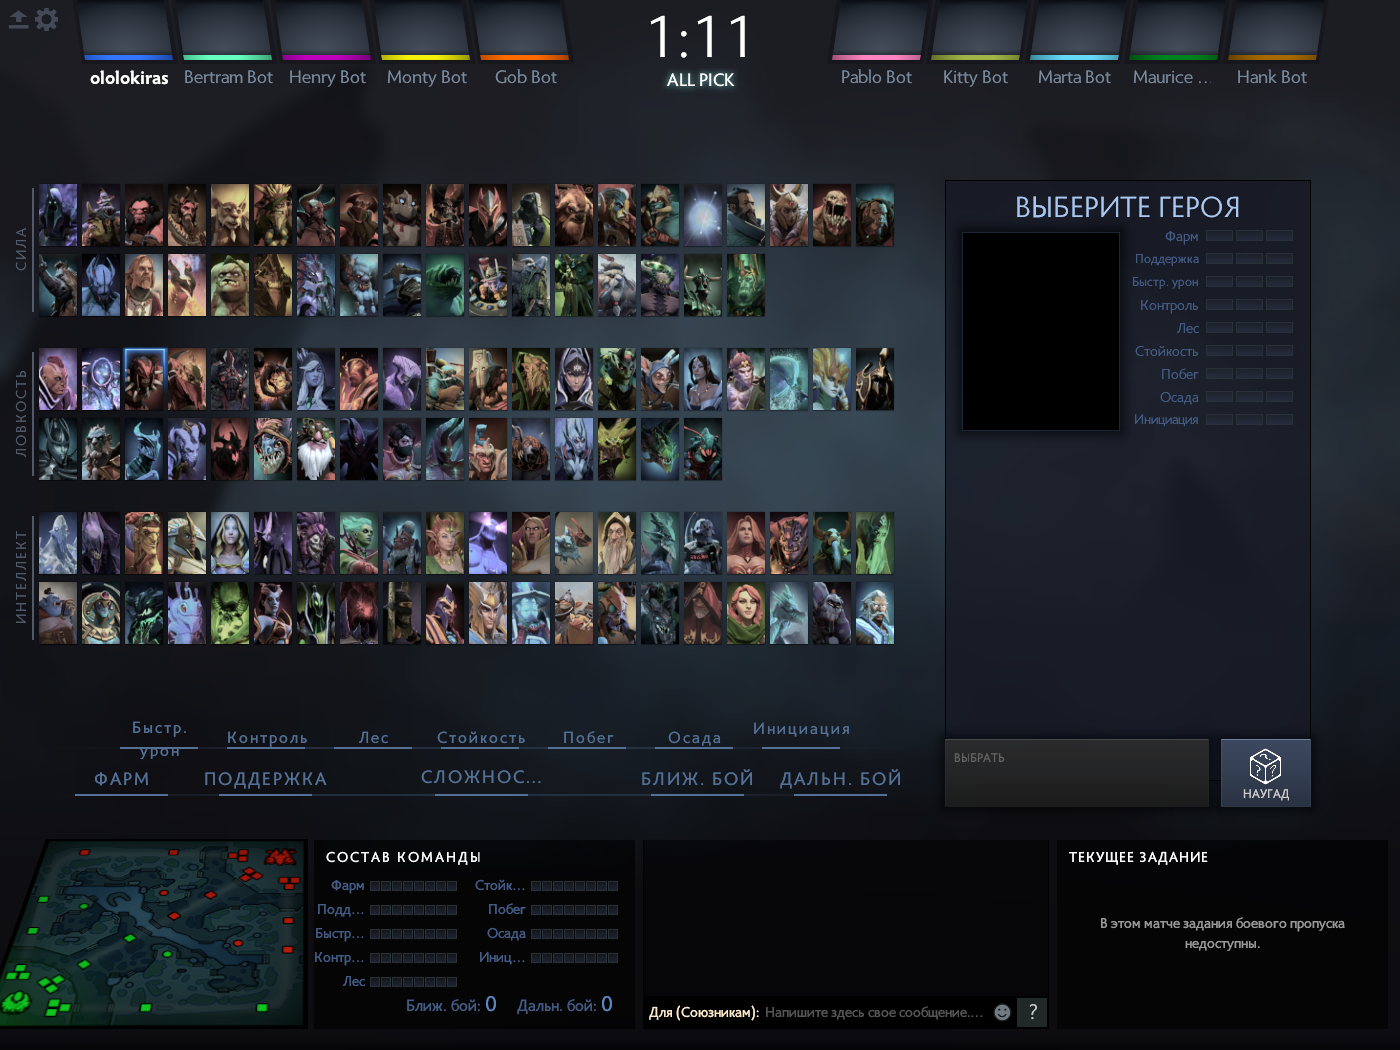 1:11
ALL PICK
ololokiras
Bertram Bot
Henry Bot
Monty Bot
Gob Bot
Pablo Bot
Kitty Bot
Marta Bot
Maurice ...
Hank Bot
СИЛА
ЛОВКОСТЬ
ИНТЕЛЛЕКТ
ВЫБЕРИТЕ ГЕРОЯ
Фарм
Поддержка
Быстр. урон
Контроль
Лес
Стойкость
Побег
Осада
Инициация
Быстр.
урон
Контроль
Лес
Стойкость
Побег
Осада
Инициация
ФАРМ
ПОДДЕРЖКА
СЛОЖНОС...
БЛИЖ. БОЙ
ДАЛЬН. БОЙ
ВЫБРАТЬ
НАУГАД
СОСТАВ КОМАНДЫ
Фарм
Стойк...
Подд...
Побег
Быстр...
Осада
Контр...
Иниц...
Лес
Ближ. бой: 0
Дальн. бой: 0
Для (Союзникам):
Напишите здесь свое сообщение....
?
ТЕКУЩЕЕ ЗАДАНИЕ
В этом матче задания боевого пропуска
недоступны.